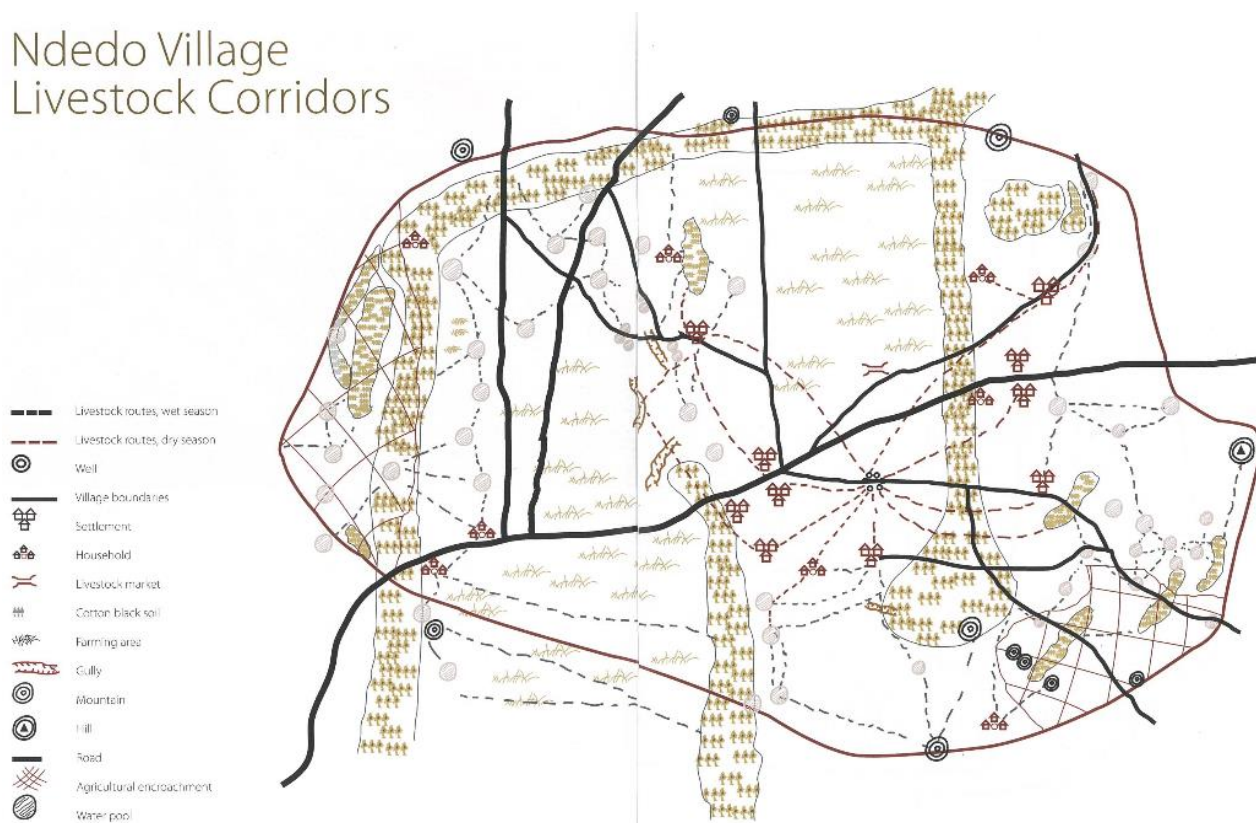 Ndedo Village
Livestock Corridors
Livestock routes, wet season
Livestock routes, dry season
Well
Village boundaries
Settlement
Household
Livestock market
Cotton black soil
Farming area
Gully
Mountain
Hill
Road
Agricultural encroachment
Water pool